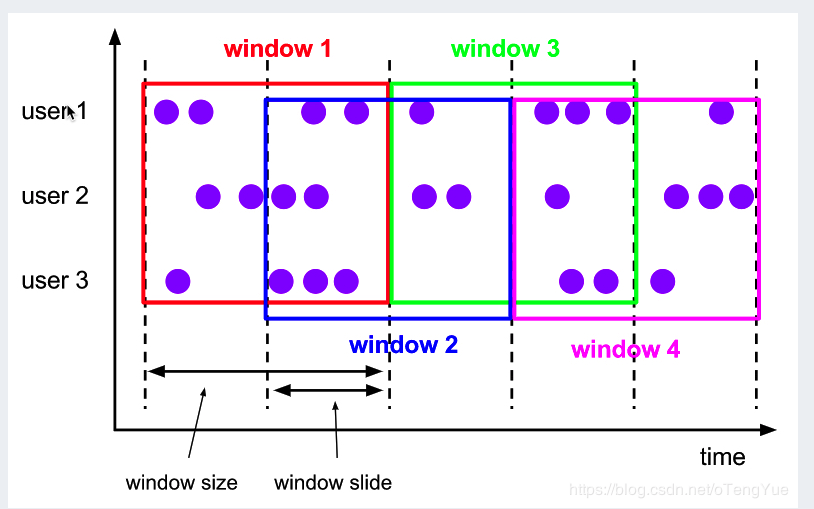 window 1
window 3
user 1
user 2
user 3
window 2
window 4
time
window size
window slide
https://blog.csdn.net/oTengYue